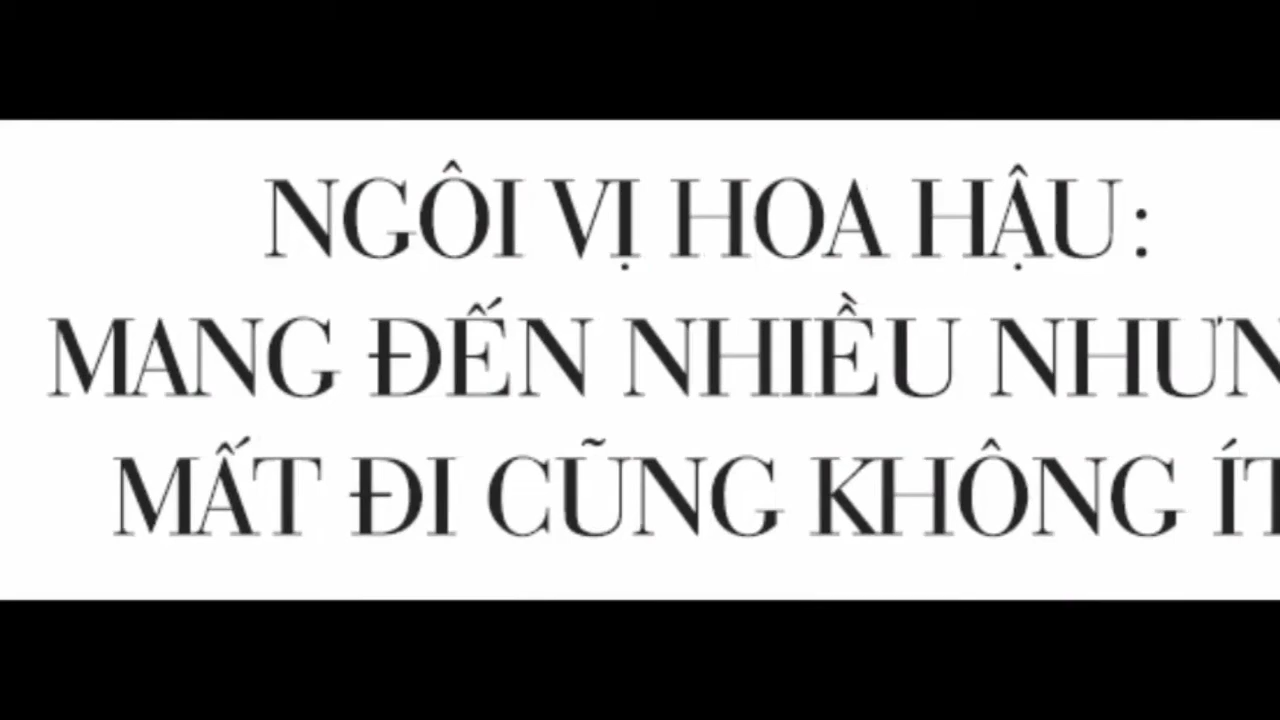 NGÔI VỊ HOA HẬU:
MANG ĐẾN NHIỀU NHƯN
MẤT ĐI CŨNG KHÔNG ÍT